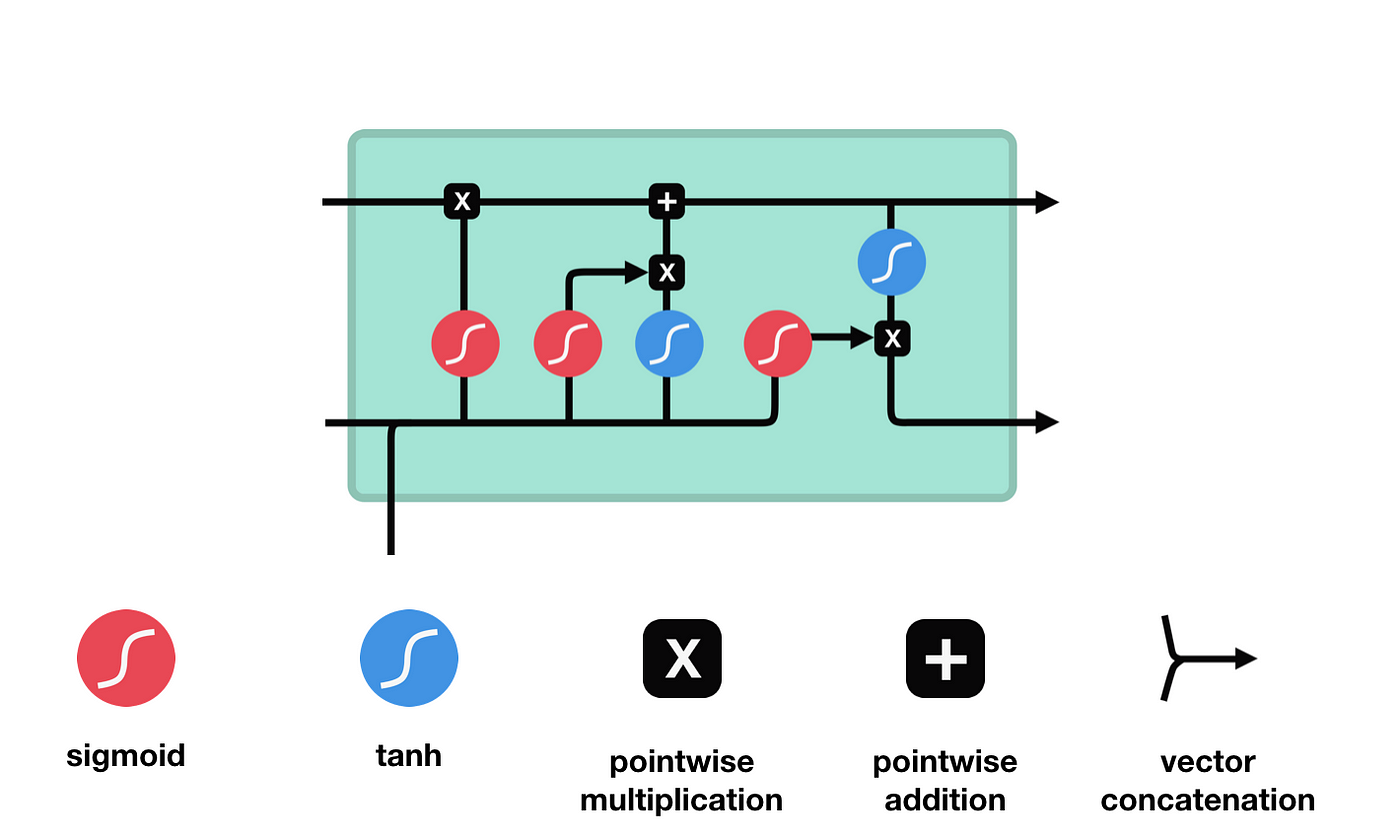 X
+
X
X
X
+
sigmoid
tanh
pointwise
multiplication
pointwise
addition
vector
concatenation